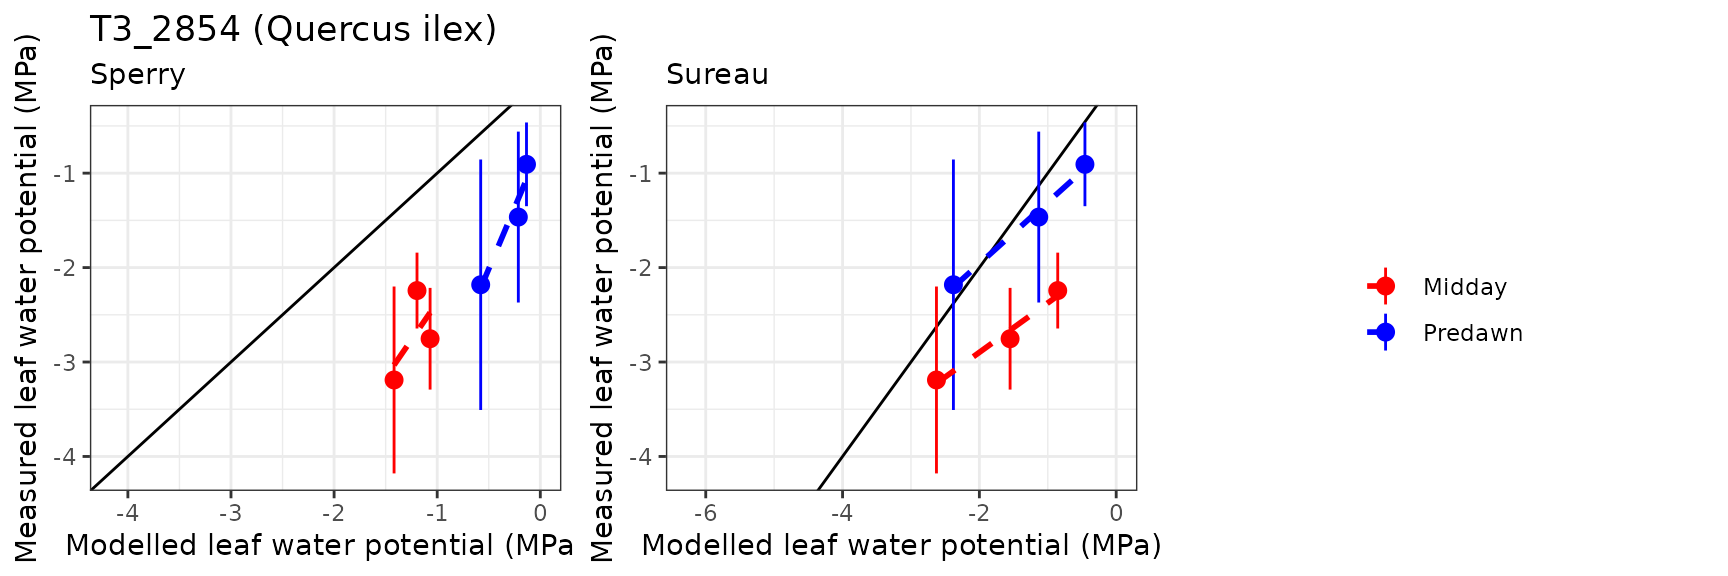 T3_2854 (Quercus ilex)
Sperry
Measured leaf water potential (MPa)
-1
-2
-3
-4
-4 -3 -2 -1 0
Modelled leaf water potential (MPa
Sureau
Measured leaf water potential (MPa)
-1
-2
-3
-4
-6 -4 -2 0
Modelled leaf water potential (MPa)
Midday
Predawn